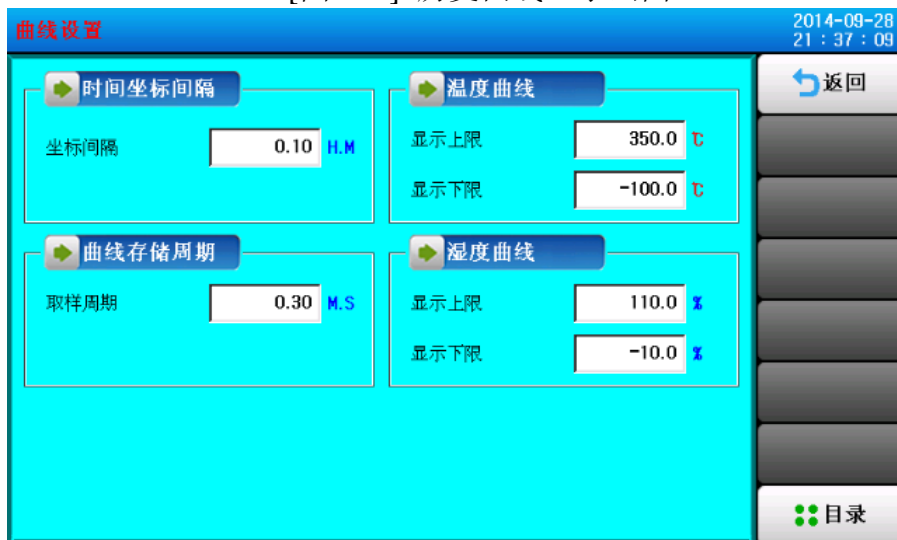 曲线设置
2014-09-28
21：37：09
时间坐标间隔
坐标间隔 0.10 H.M
温度曲线
显示上限 350.0 ℃
显示下限 -100.0 ℃
曲线存储周期
取样周期 0.30 M.S
湿度曲线
显示上限 110.0 %
显示下限 -10.0 %
返回
目录